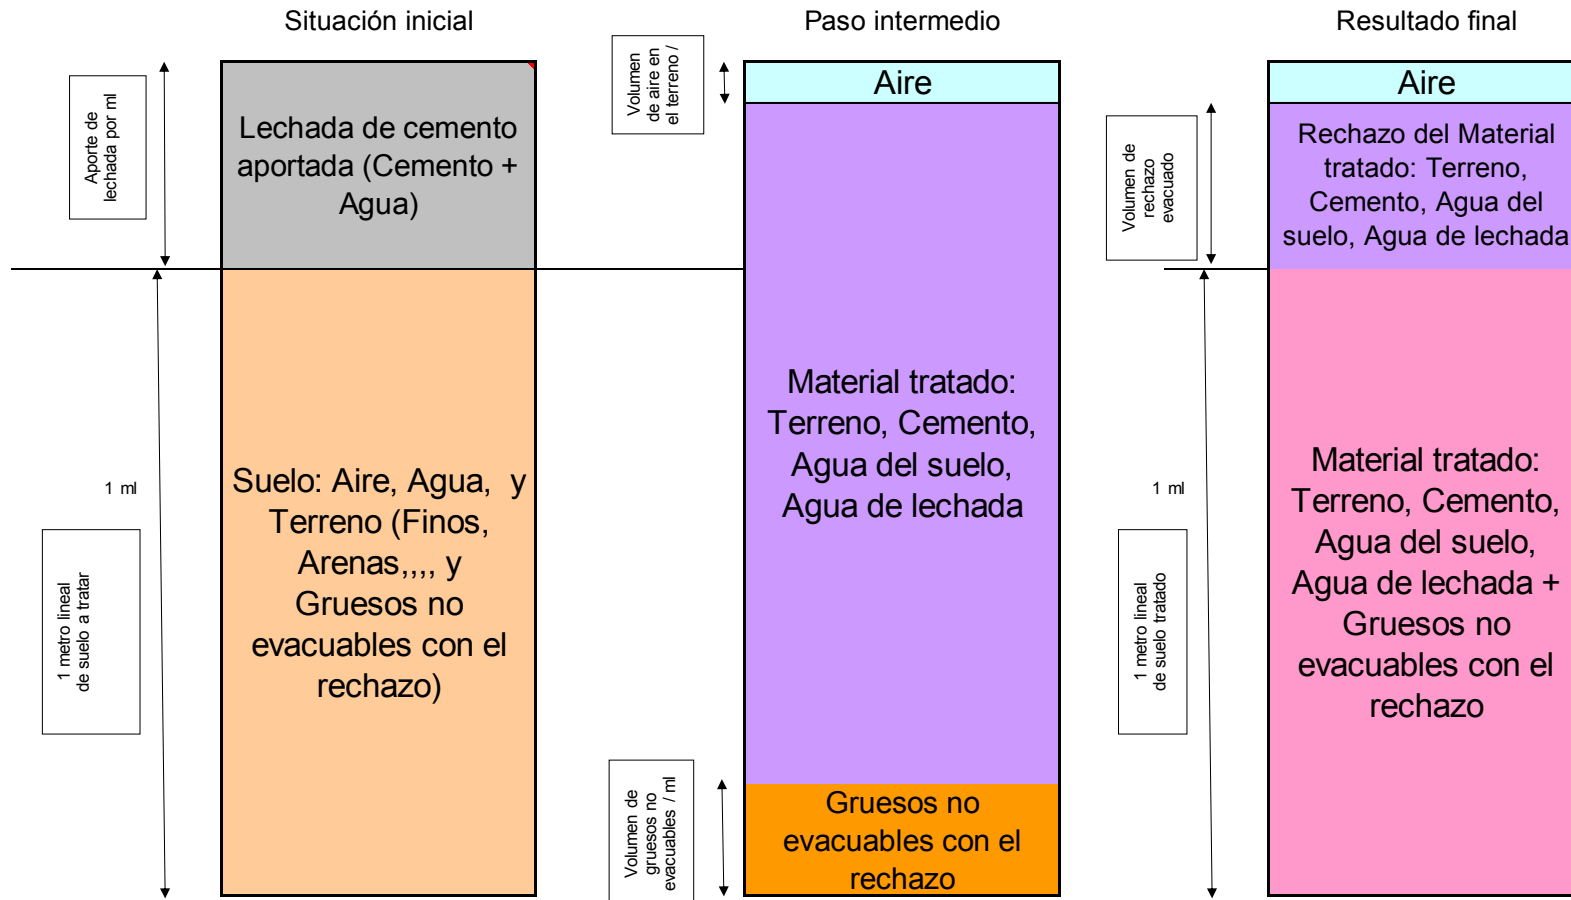 Situación inicial
Paso intermedio
Resultado final
Aporte de
lechada por ml
Lechada de cemento
aportada (Cemento +
Agua)
1 ml
1 metro lineal
de suelo a tratar
Suelo: Aire, Agua, y
Terreno (Finos,
Arenas,,,, y
Gruesos no
evacuables con el
rechazo)
Volumen
de aire en
el terreno /
Aire
Material tratado:
Terreno, Cemento,
Agua del suelo,
Agua de lechada
Volumen de
gruesos no
evacuables / ml
Gruesos no
evacuables con el
rechazo
Aire
Volumen de
rechazo
evacuado
Rechazo del Material
tratado: Terreno,
Cemento, Agua del
suelo, Agua de lechada
1 ml
1 metro lineal
de suelo tratado
Material tratado:
Terreno, Cemento,
Agua del suelo,
Agua de lechada +
Gruesos no
evacuables con el
rechazo